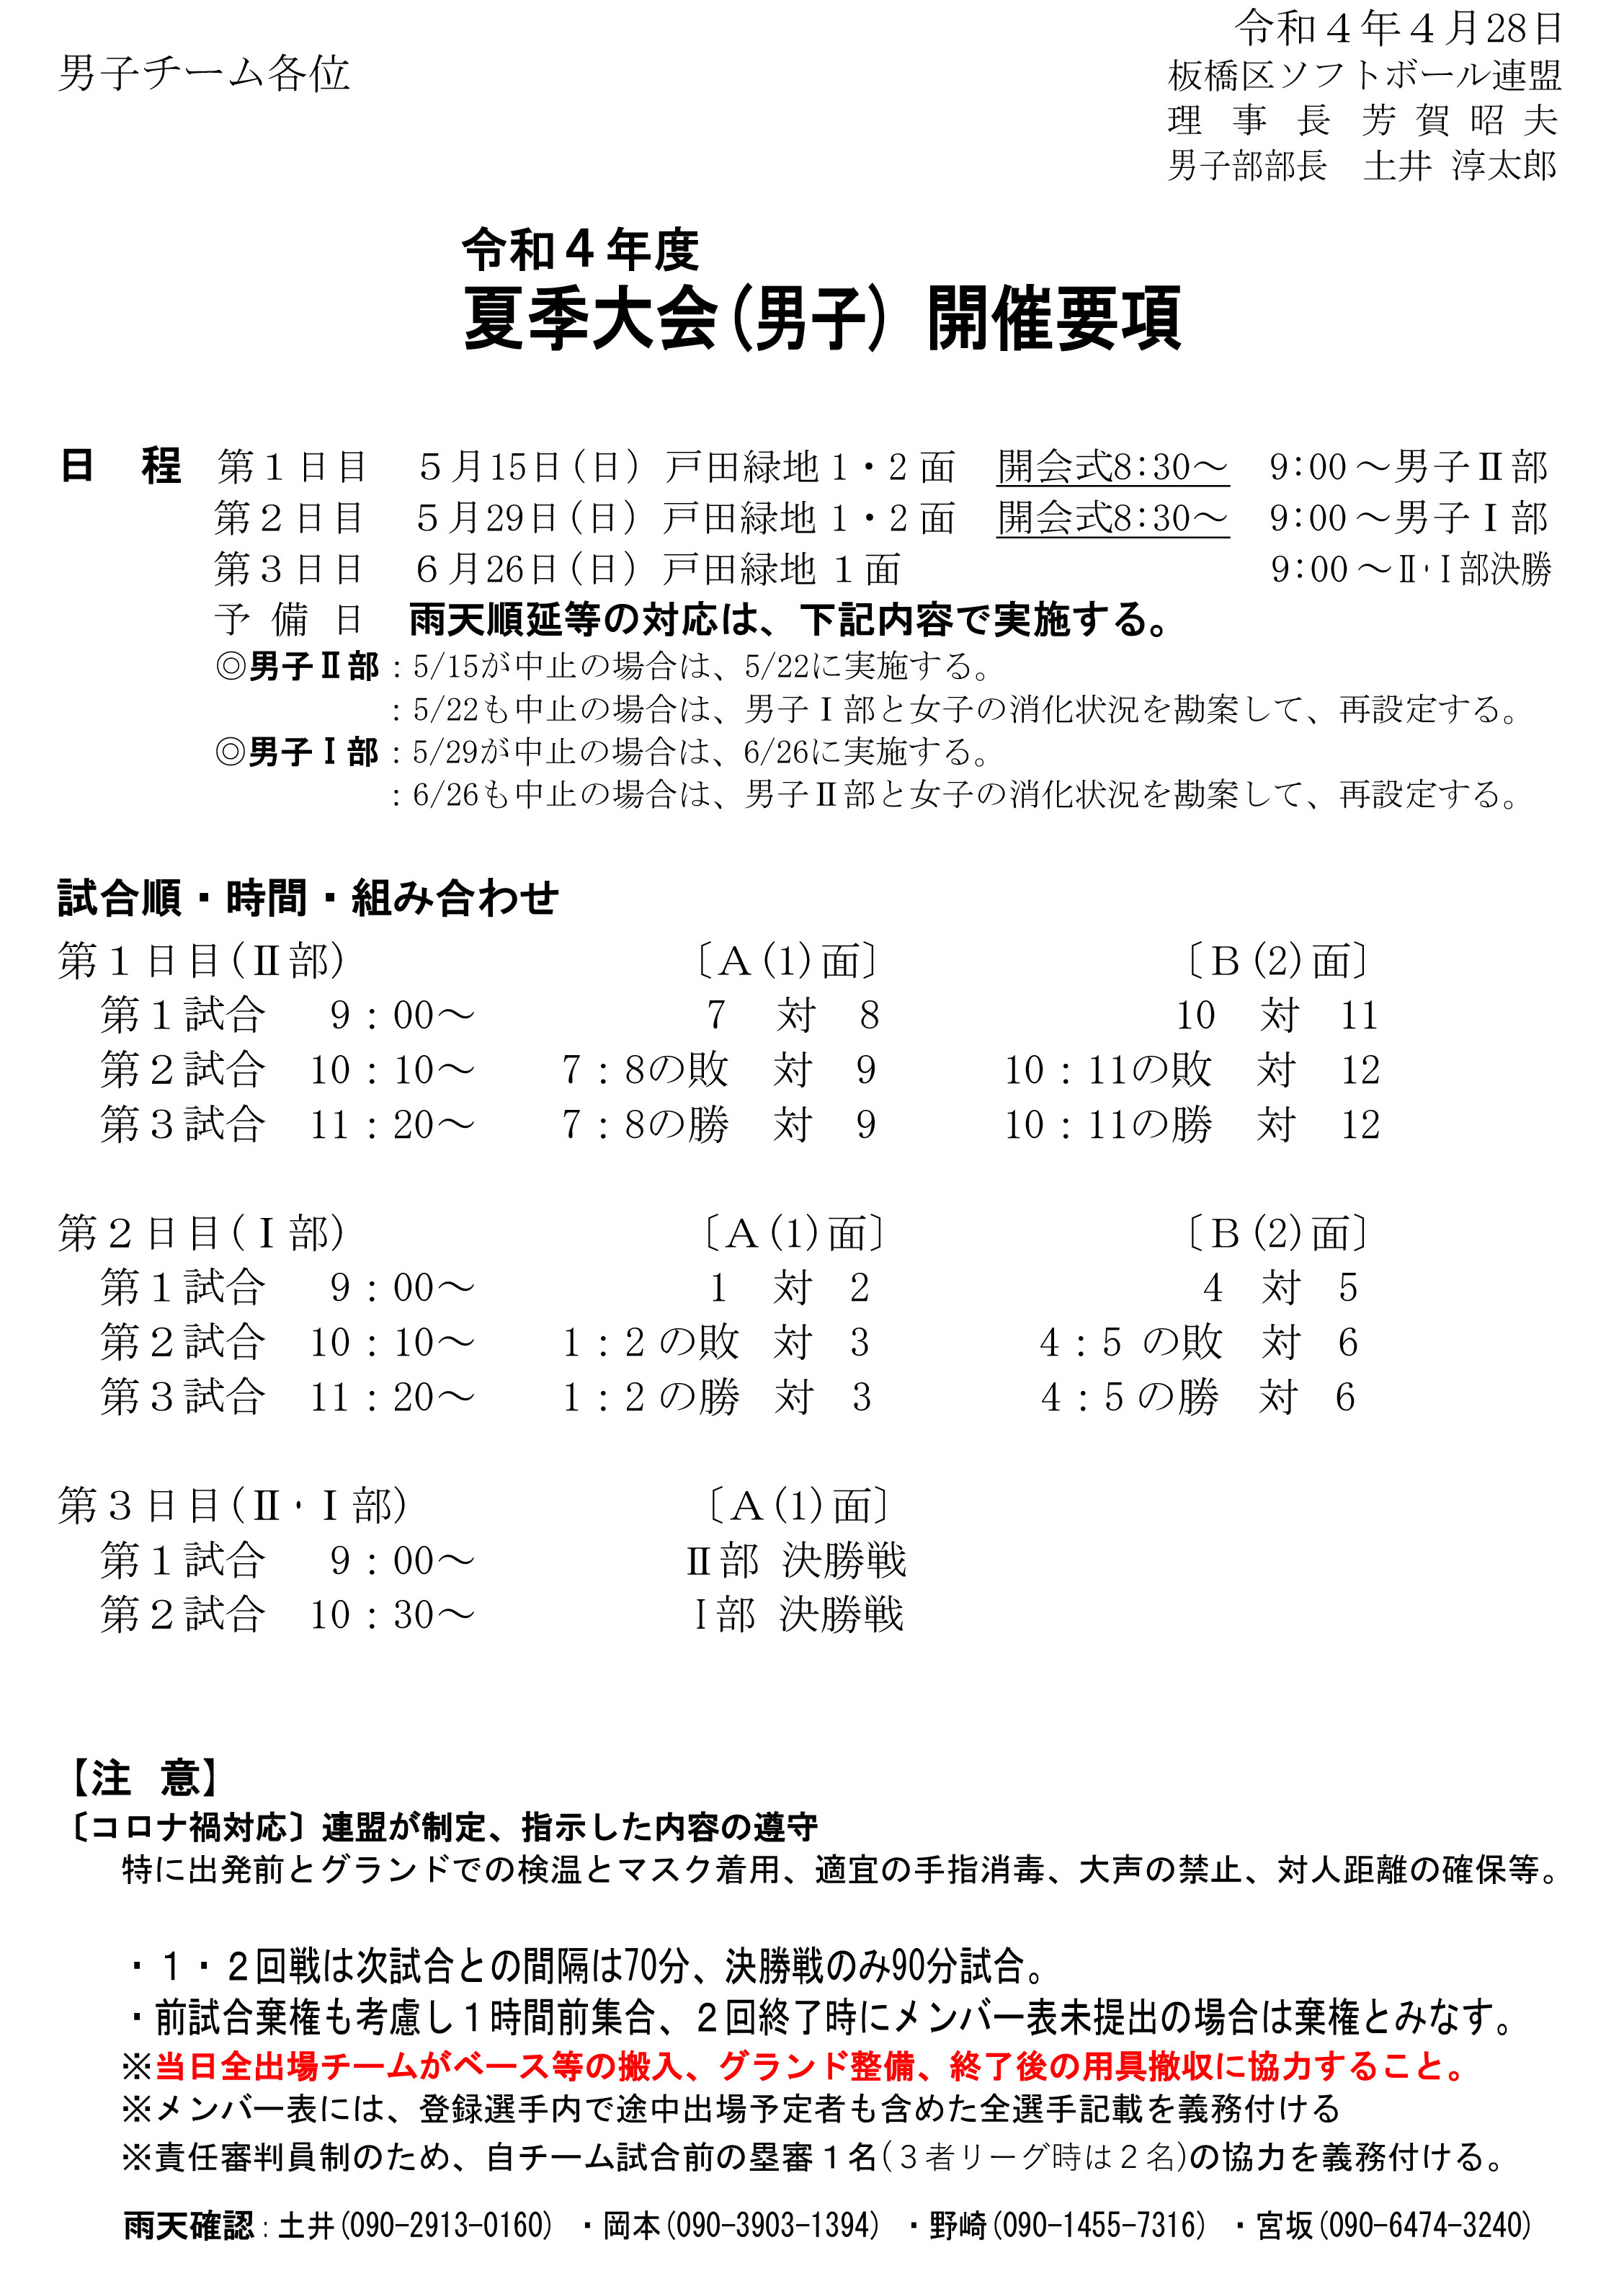 令和４年４月28日
男子チーム各位
板橋区ソフトボール連盟
理　事　長　芳 賀 昭 夫
男子部部長　土井 淳太郎
令和４年度
夏季大会(男子) 開催要項
日　程　第１日目　５月15日(日) 戸田緑地１・２面　開会式8:30～　9:00～男子Ⅱ部
第２日目　５月29日(日) 戸田緑地１・２面　開会式8:30～　9:00～男子Ⅰ部
第３日目　６月26日(日) 戸田緑地１面　9:00～Ⅱ・Ⅰ部決勝
予 備 日　雨天順延等の対応は、下記内容で実施する。
◎男子Ⅱ部：5/15が中止の場合は、5/22に実施する。
：5/22も中止の場合は、男子Ⅰ部と女子の消化状況を勘案して、再設定する。
◎男子Ⅰ部：5/29が中止の場合は、6/26に実施する。
：6/26も中止の場合は、男子Ⅱ部と女子の消化状況を勘案して、再設定する。
試合順・時間・組み合わせ
第１日目(Ⅱ部)　〔Ａ(1)面〕　〔Ｂ(2)面〕
第１試合　9：00～　7　対　8　10　対　11
第２試合　10：10～　7：8の敗　対　9　10：11の敗　対　12
第３試合　11：20～　7：8の勝　対　9　10：11の勝　対　12
第２日目(Ⅰ部)　〔Ａ(1)面〕　〔Ｂ(2)面〕
第１試合　9：00～　1　対　2　4　対　5
第２試合　10：10～　1：2の敗　対　3　4：5 の敗　対　6
第３試合　11：20～　1：2の勝　対　3　4：5の勝　対　6
第３日目(Ⅱ・Ⅰ部)　〔Ａ(1)面〕
第１試合　9：00～　Ⅱ部 決勝戦
第２試合　10：30～　Ⅰ部 決勝戦
【注　意】
〔コロナ禍対応〕連盟が制定、指示した内容の遵守
特に出発前とグランドでの検温とマスク着用、適宜の手指消毒、大声の禁止、対人距離の確保等。
・１・２回戦は次試合との間隔は70分、決勝戦のみ90分試合。
・前試合棄権も考慮し１時間前集合、２回終了時にメンバー表未提出の場合は棄権とみなす。
※当日全出場チームがベース等の搬入、グランド整備、終了後の用具撤収に協力すること。
※メンバー表には、登録選手内で途中出場予定者も含めた全選手記載を義務付ける
※責任審判員制のため、自チーム試合前の塁審１名(３者リーグ時は２名)の協力を義務付ける。
雨天確認：土井(090-2913-0160)　・岡本(090-3903-1394)　・野崎(090-1455-7316)　・宮坂(090-6474-3240)